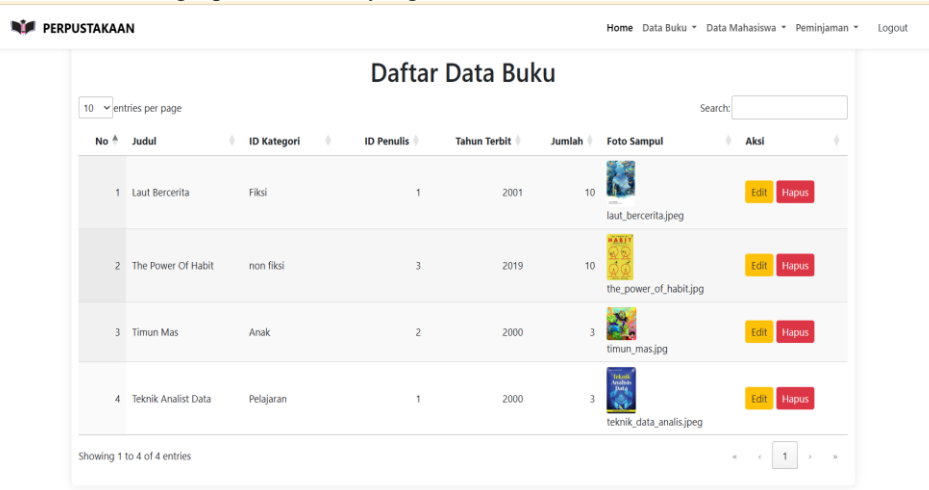 PERPUSTAKAAN Home Data Buku Data Mahasiswa Peminjaman Logout
Daftar Data Buku
10 entries per page Search:
No Judul ID Kategori ID Penulis Tahun Terbit Jumlah Foto Sampul Aksi
1 Laut Bercerita Fiksi 1 2001 10 Edit Hapus
laut_bercerita.jpeg
HABIT
2 The Power Of Habit non fiksi 3 2019 10 Edit Hapus
the_power_of_habit.jpg
3 Timun Mas Anak 2 2000 3 Edit Hapus
timun_mas.jpg
Teknik
Analisis
Data
4 Teknik Analist Data Pelajaran 1 2000 3 Edit Hapus
teknik_data_analis.jpeg
Showing 1 to 4 of 4 entries « ‹ 1 › »